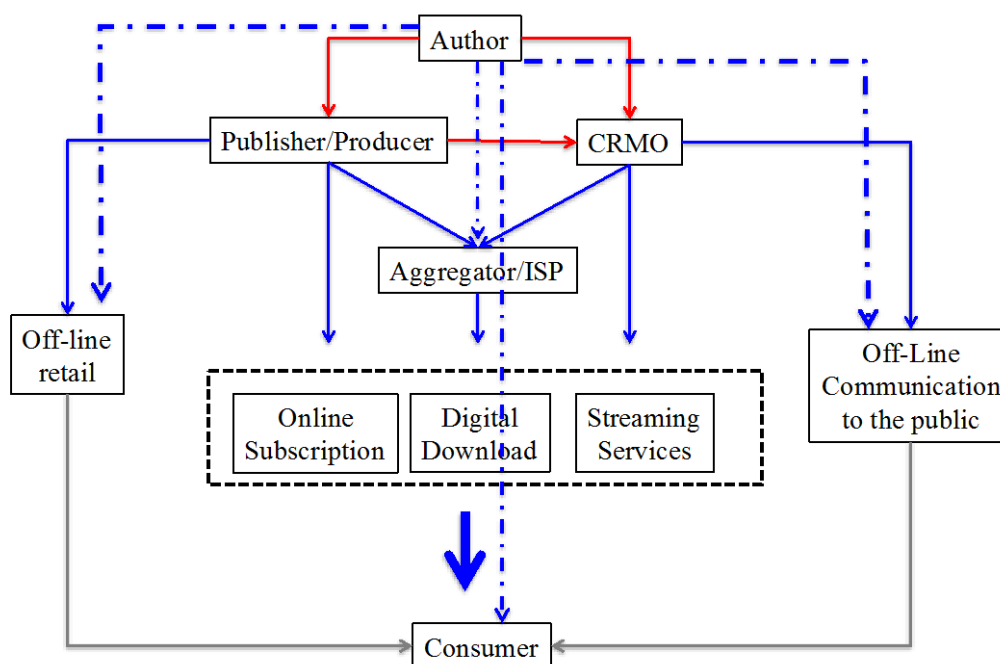 Author
Publisher/Producer
CRMO
Aggregator/ISP
Off-line
retail
Off-Line
Communication
to the public
Online
Subscription
Digital
Download
Streaming
Services
Consumer